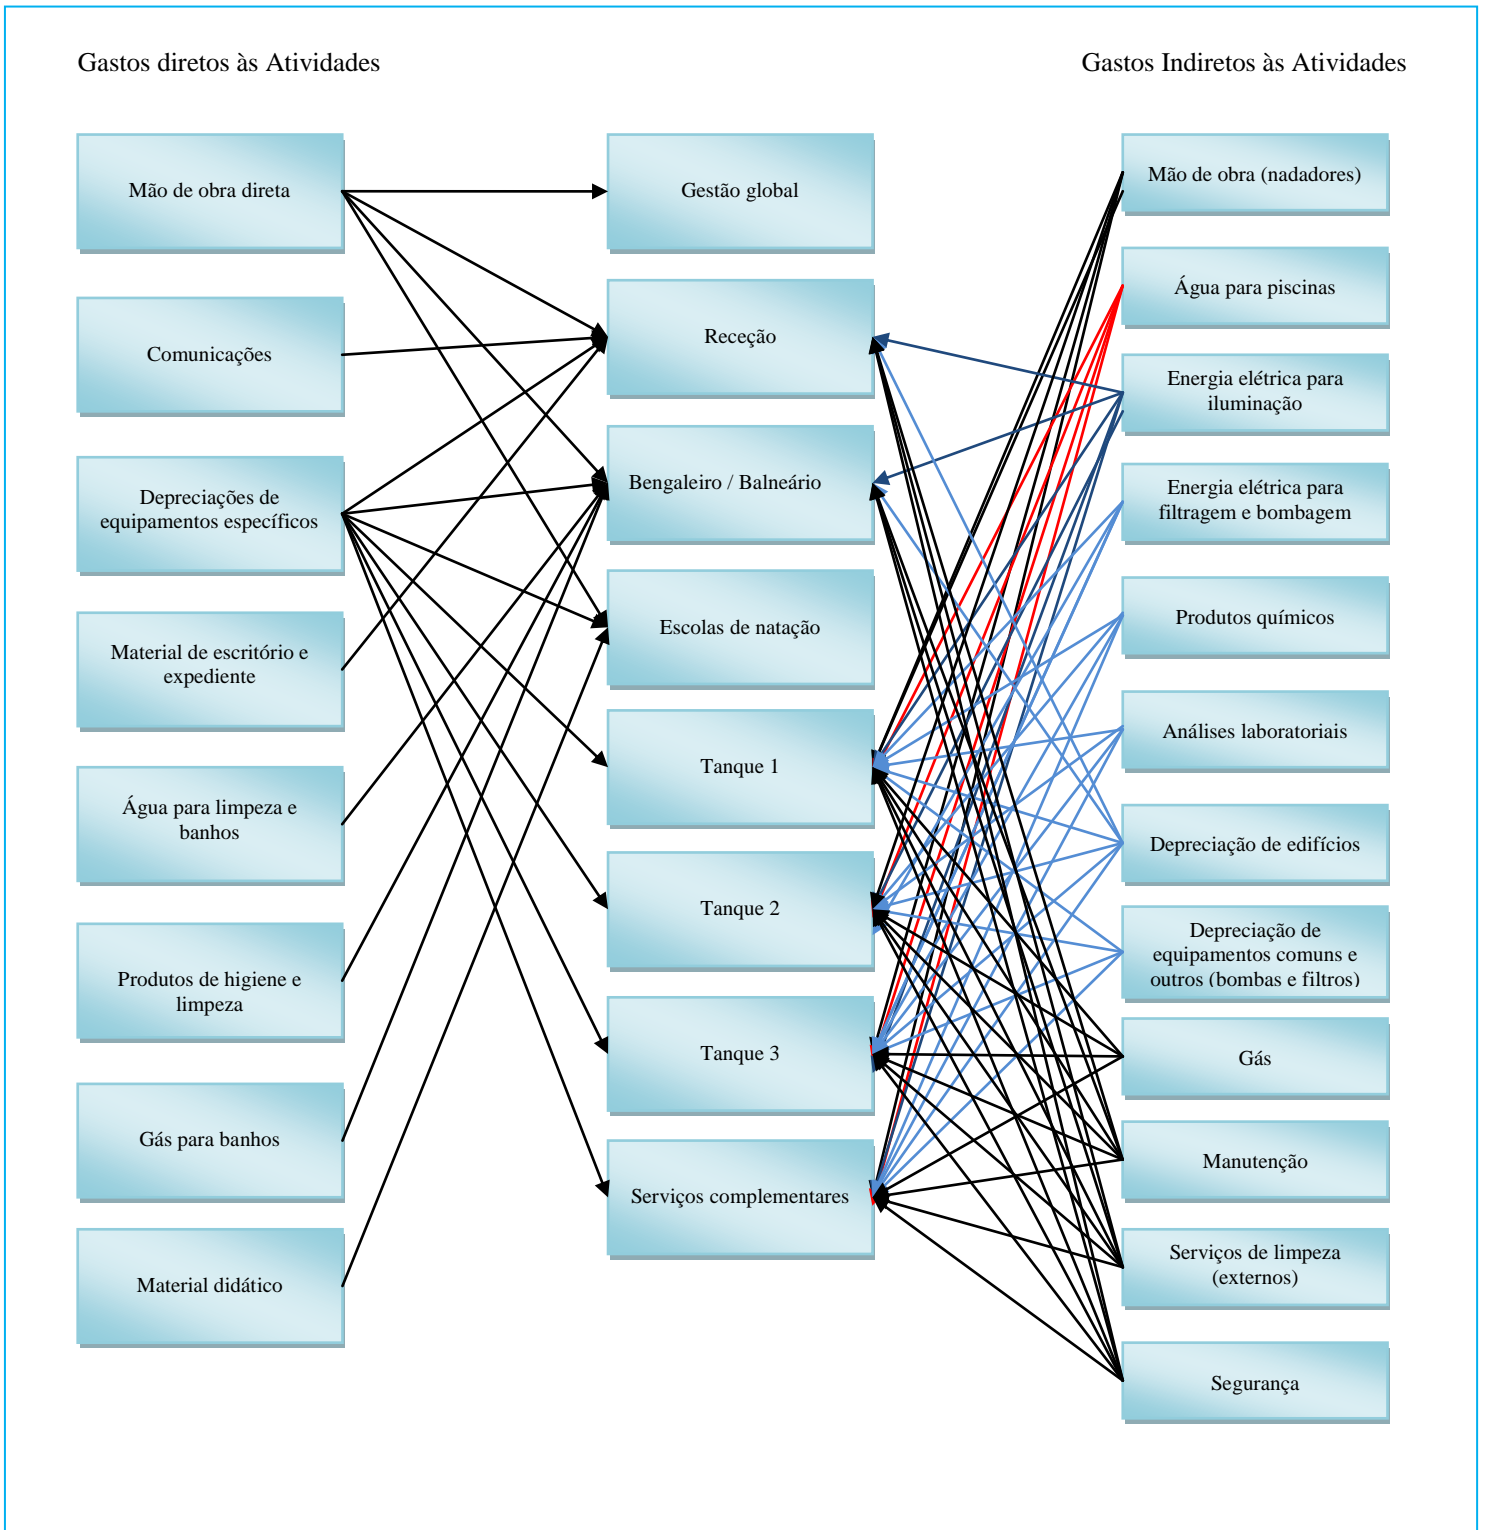 Gastos diretos às Atividades
Gastos Indiretos às Atividades
Mão de obra direta
Comunicações
Depreciações de
equipamentos específicos
Material de escritório e
expediente
Água para limpeza e
banhos
Produtos de higiene e
limpeza
Gás para banhos
Material didático
Gestão global
Receção
Bengaleiro / Balneário
Escolas de natação
Tanque 1
Tanque 2
Tanque 3
Serviços complementares
Mão de obra (nadadores)
Água para piscinas
Energia elétrica para
iluminação
Energia elétrica para
filtragem e bombagem
Produtos químicos
Análises laboratoriais
Depreciação de edifícios
Depreciação de
equipamentos comuns e
outros (bombas e filtros)
Gás
Manutenção
Serviços de limpeza
(externos)
Segurança